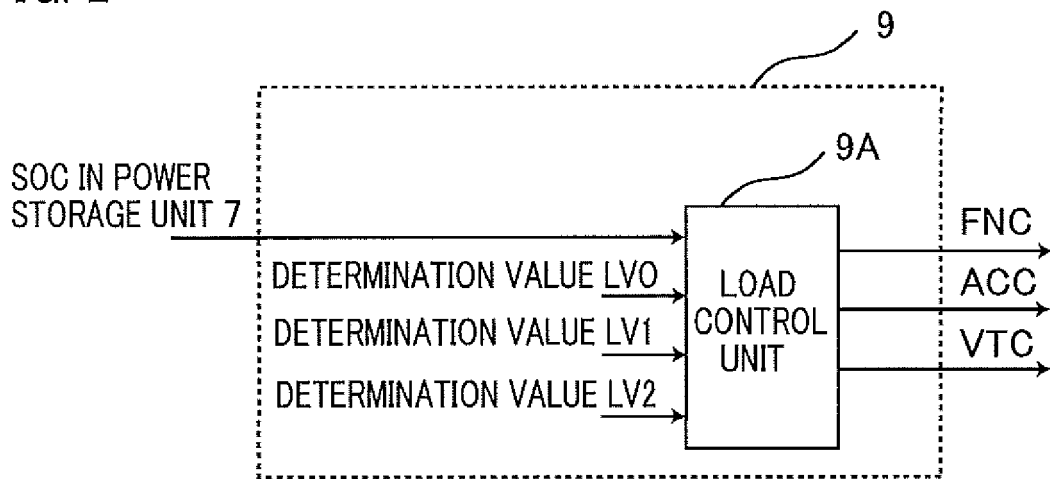 9
9A
SOC IN POWER
STORAGE UNIT 7
DETERMINATION VALUE LV0
DETERMINATION VALUE LV1
DETERMINATION VALUE LV2
LOAD
CONTROL
UNIT
FNC
ACC
VTC